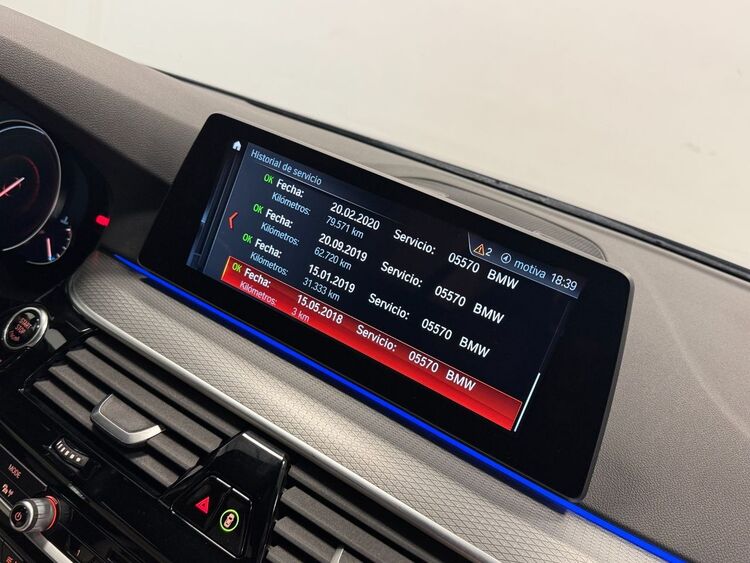 Historial de servicio
2 motiva 18:39
OK Fecha: 20.02.2020 Servicio: 05570 BMW
Kilómetros: 79.571 km
OK Fecha: 20.09.2019 Servicio: 05570 BMW
Kilómetros: 62.720 km
OK Fecha: 15.01.2019 Servicio: 05570 BMW
Kilómetros: 31.333 km
OK Fecha: 15.05.2018 Servicio: 05570 BMW
Kilómetros: 3 km
START
STOP
MODE